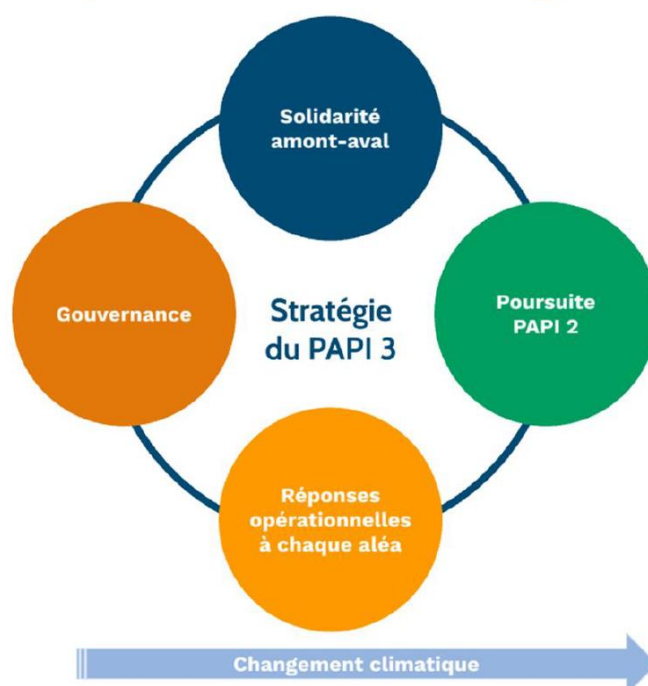 Solidarité
amont-aval
Gouvernance
Stratégie
du PAPI 3
Poursuite
PAPI 2
Réponses
opérationnelles
à chaque aléa
Changement climatique